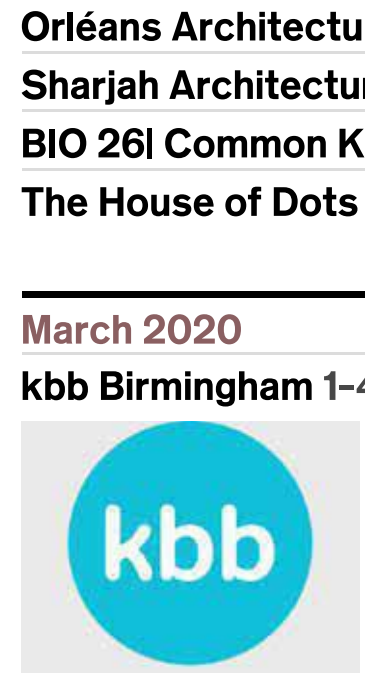 Orléans Architectu
Sharjah Architectu
BIO 26| Common K
The House of Dots
March 2020
kbb Birmingham 1–4
kbb